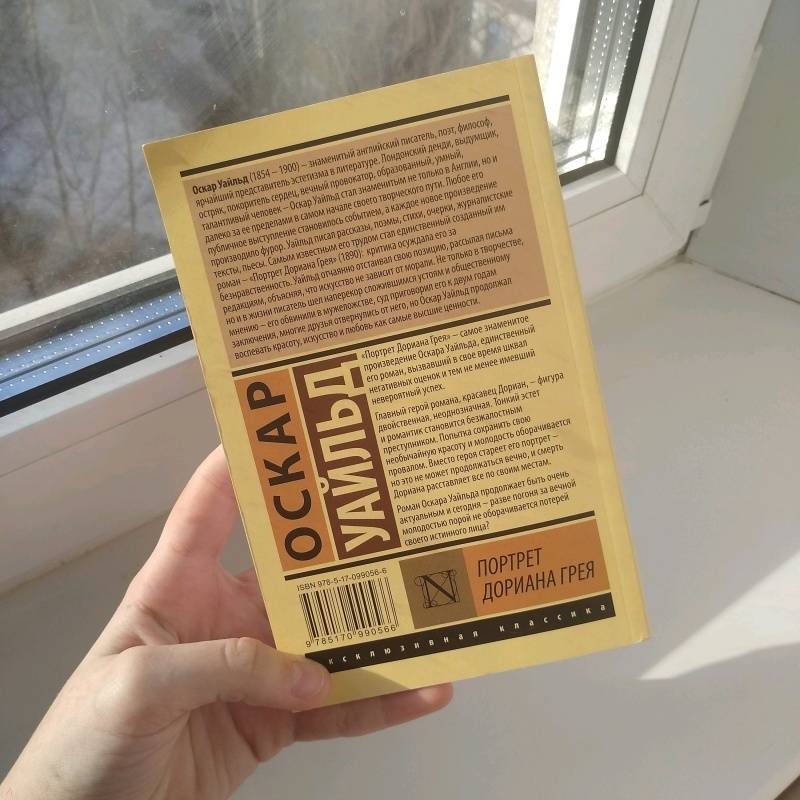 Оскар Уайльд (1854 – 1900) – знаменитый английский писатель, поэт, философ,
ярчайший представитель эстетизма в литературе. Лондонский денди, выдумщик,
остряк, покоритель сердец, вечный провокатор, образованный, умный,
талантливый человек – Оскар Уайльд стал знаменитым не только в Англии, но и
далеко за ее пределами в самом начале своего творческого пути. Любое его
публичное выступление становилось событием, а каждое новое произведение
производило фурор. Уайльд писал рассказы, поэмы, стихи, очерки, журналистские
тексты, пьесы. Самым известным его трудом стал единственный созданный им
роман – «Портрет Дориана Грея» (1890): критика осуждала его за
безнравственность. Уайльд отчаянно отстаивал свою позицию, рассылая письма
редакциям, объясняя, что искусство не зависит от морали. Не только в творчестве,
но и в жизни писатель шел наперекор сложившимся устоям и общественному
мнению – его обвинили в мужеложстве, суд приговорил его к двум годам
заключения, многие друзья отвернулись от него, но Оскар Уайльд продолжал
воспевать красоту, искусство и любовь как самые высшие ценности.
ОСКАР
УАЙЛЬД
«Портрет Дориана Грея» – самое знаменитое
произведение Оскара Уайльда, единственный
его роман, вызвавший в свое время шквал
негативных оценок и тем не менее имевший
невероятный успех.
Главный герой романа, красавец Дориан, – фигура
двойственная, неоднозначная. Тонкий эстет
и романтик становится безжалостным
преступником. Попытка сохранить свою
необычайную красоту и молодость оборачивается
провалом. Вместо героя стареет его портрет –
но это не может продолжаться вечно, и смерть
Дориана расставляет все по своим местам.
Роман Оскара Уайльда продолжает быть очень
актуальным и сегодня – разве погоня за вечной
молодостью порой не оборачивается потерей
своего истинного лица?
ISBN 978-5-17-099056-6
9 785170 990566
N
ПОРТРЕТ
ДОРИАНА ГРЕЯ
эксклюзивная классика